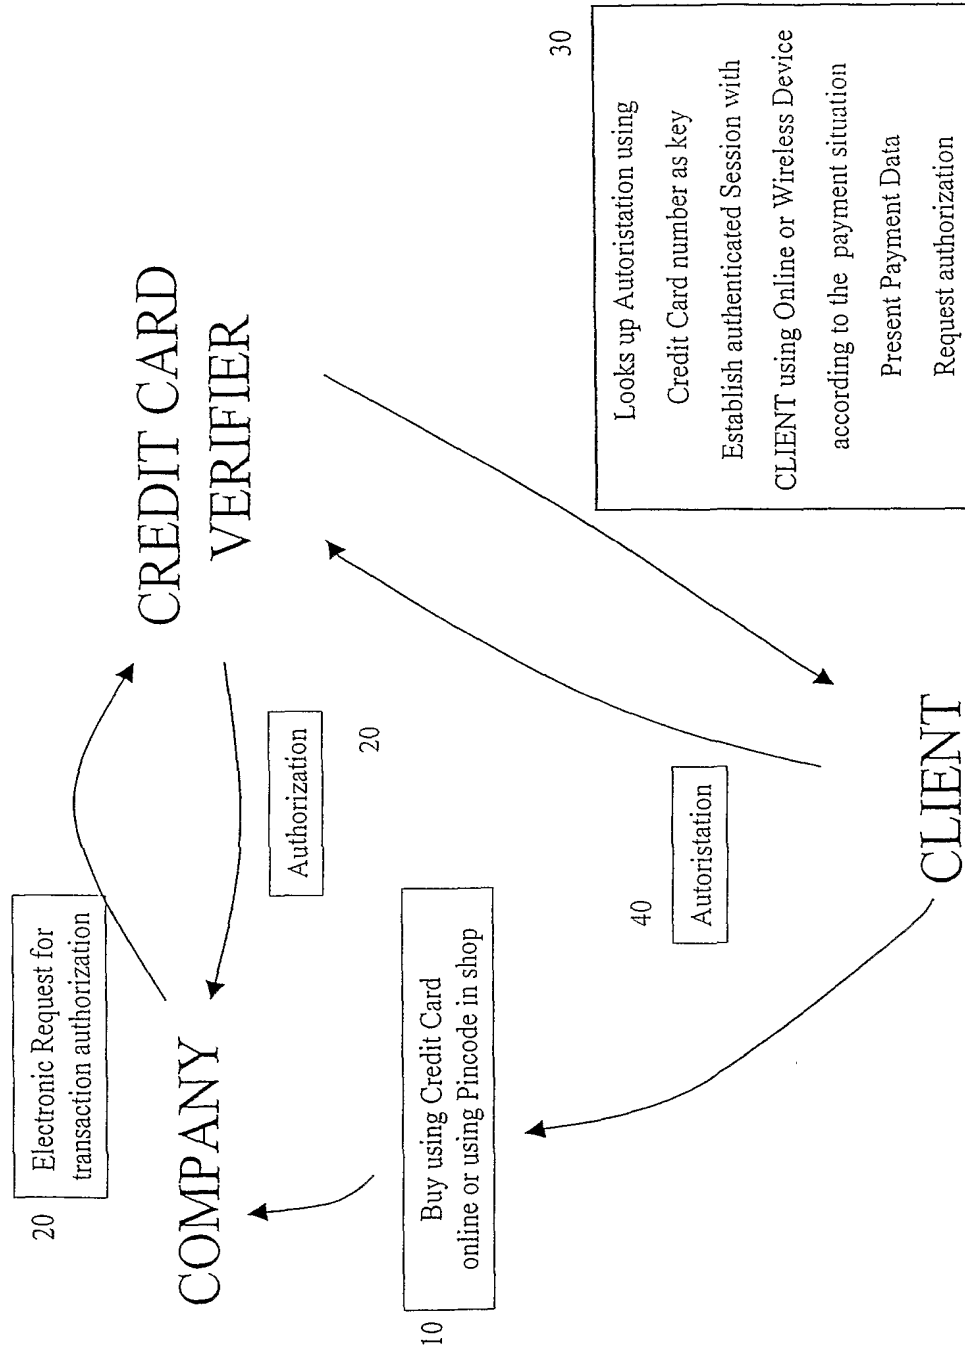 20
Electronic Request for
transaction authorization
COMPANY
CREDIT CARD
VERIFIER
Authorization
20
10
Buy using Credit Card
online or using Pincode in shop
40
Autoristation
CLIENT
30
Looks up Autoristation using
Credit Card number as key
Establish authenticated Session with
CLIENT using Online or Wireless Device
according to the payment situation
Present Payment Data
Request authorization